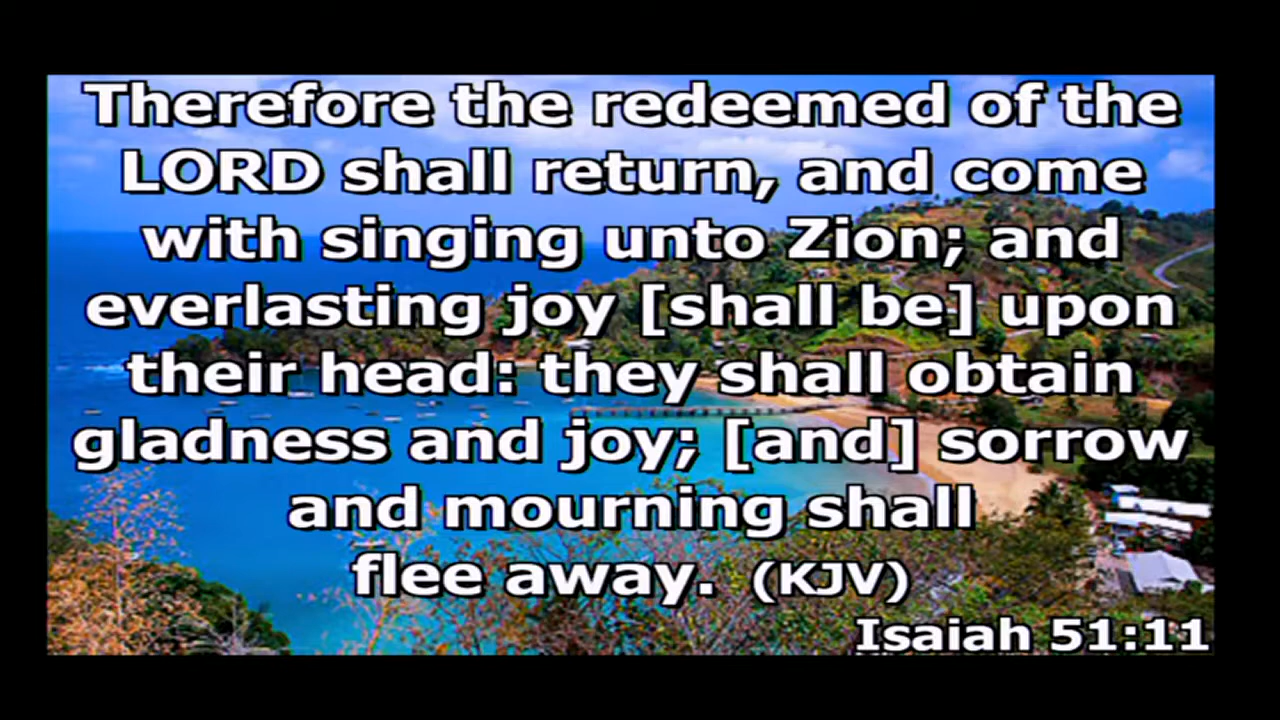 Therefore the redeemed of the
LORD shall return, and come
with singing unto Zion; and
everlasting joy [shall be] upon
their head: they shall obtain
gladness and joy; [and] sorrow
and mourning shall
flee away. (KJV)
Isaiah 51:11